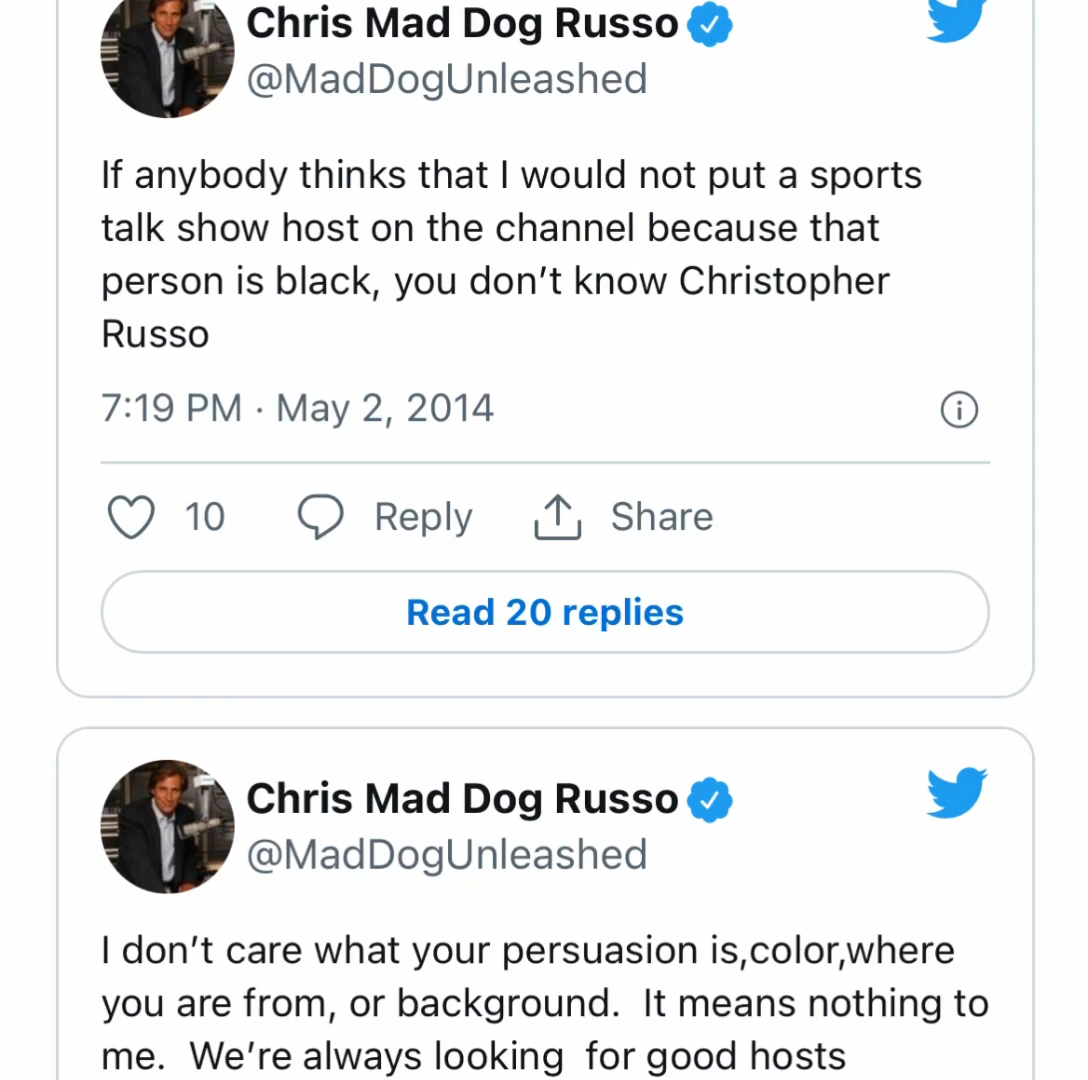 Chris Mad Dog Russo
@MadDogUnleashed
If anybody thinks that I would not put a sports
talk show host on the channel because that
person is black, you don’t know Christopher
Russo
7:19 PM · May 2, 2014
10 Reply Share
Read 20 replies
Chris Mad Dog Russo
@MadDogUnleashed
I don’t care what your persuasion is,color,where
you are from, or background.  It means nothing to
me.  We’re always looking  for good hosts